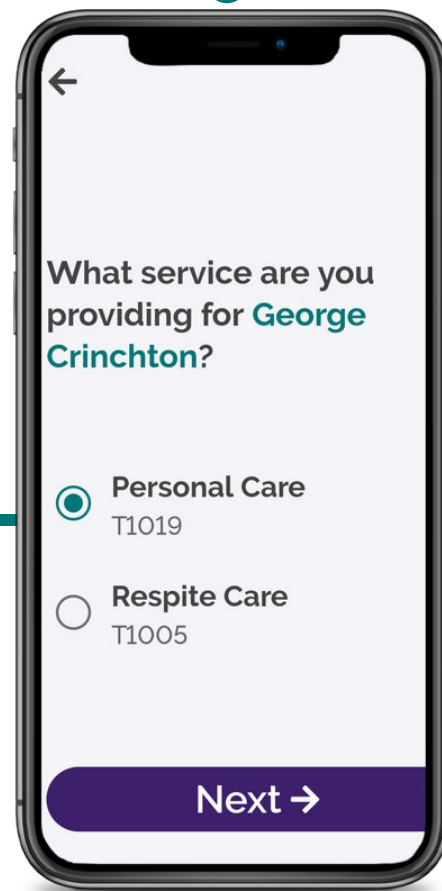 What service are you
providing for George
Crinchton?
Personal Care
T1019
Respite Care
T1005
Next →